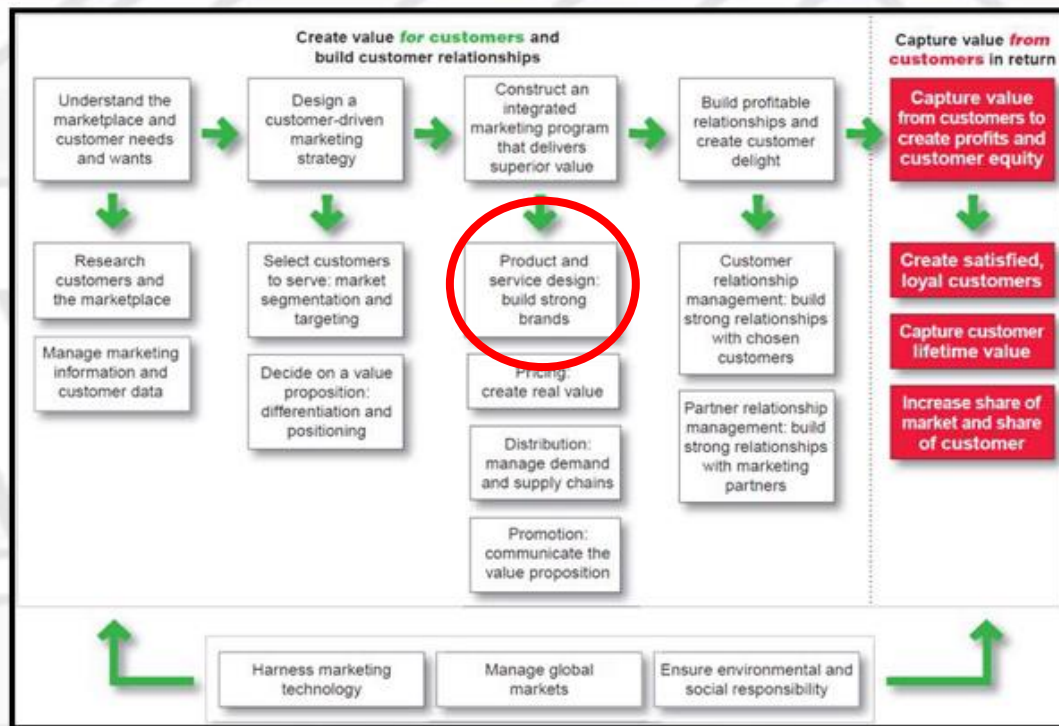 Create value for customers and
build customer relationships
Capture value from
customers in return
Understand the
marketplace and
customer needs
and wants
Design a
customer-driven
marketing
strategy
Construct an
integrated
marketing program
that delivers
superior value
Build profitable
relationships and
create customer
delight
Capture value
from customers to
create profits and
customer equity
Research
customers and
the marketplace
Manage marketing
information and
customer data
Select customers
to serve: market
segmentation and
targeting
Decide on a value
proposition:
differentiation and
positioning
Product and
service design:
build strong
brands
Pricing:
create real value
Distribution:
manage demand
and supply chains
Promotion:
communicate the
value proposition
Customer
relationship
management: build
strong relationships
with chosen
customers
Partner relationship
management: build
strong relationships
with marketing
partners
Create satisfied,
loyal customers
Capture customer
lifetime value
Increase share of
market and share
of customer
Harness marketing
technology
Manage global
markets
Ensure environmental and
social responsibility